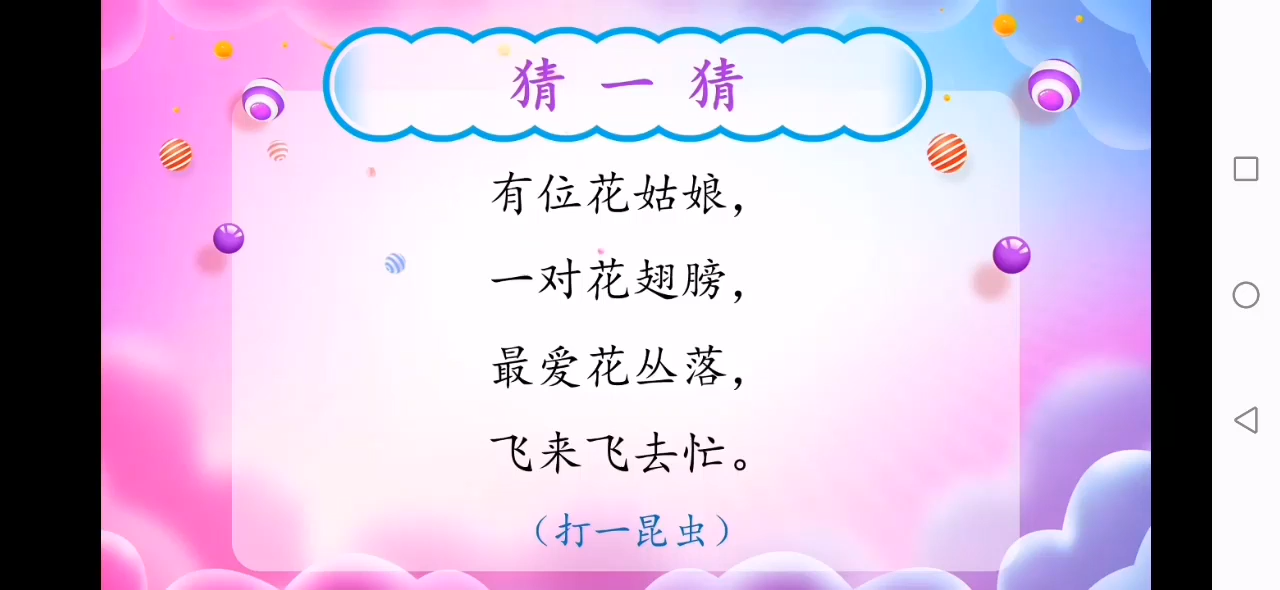 猜一猜
有位花姑娘，
一对花翅膀，
最爱花丛落，
飞来飞去忙。
（打一昆虫）